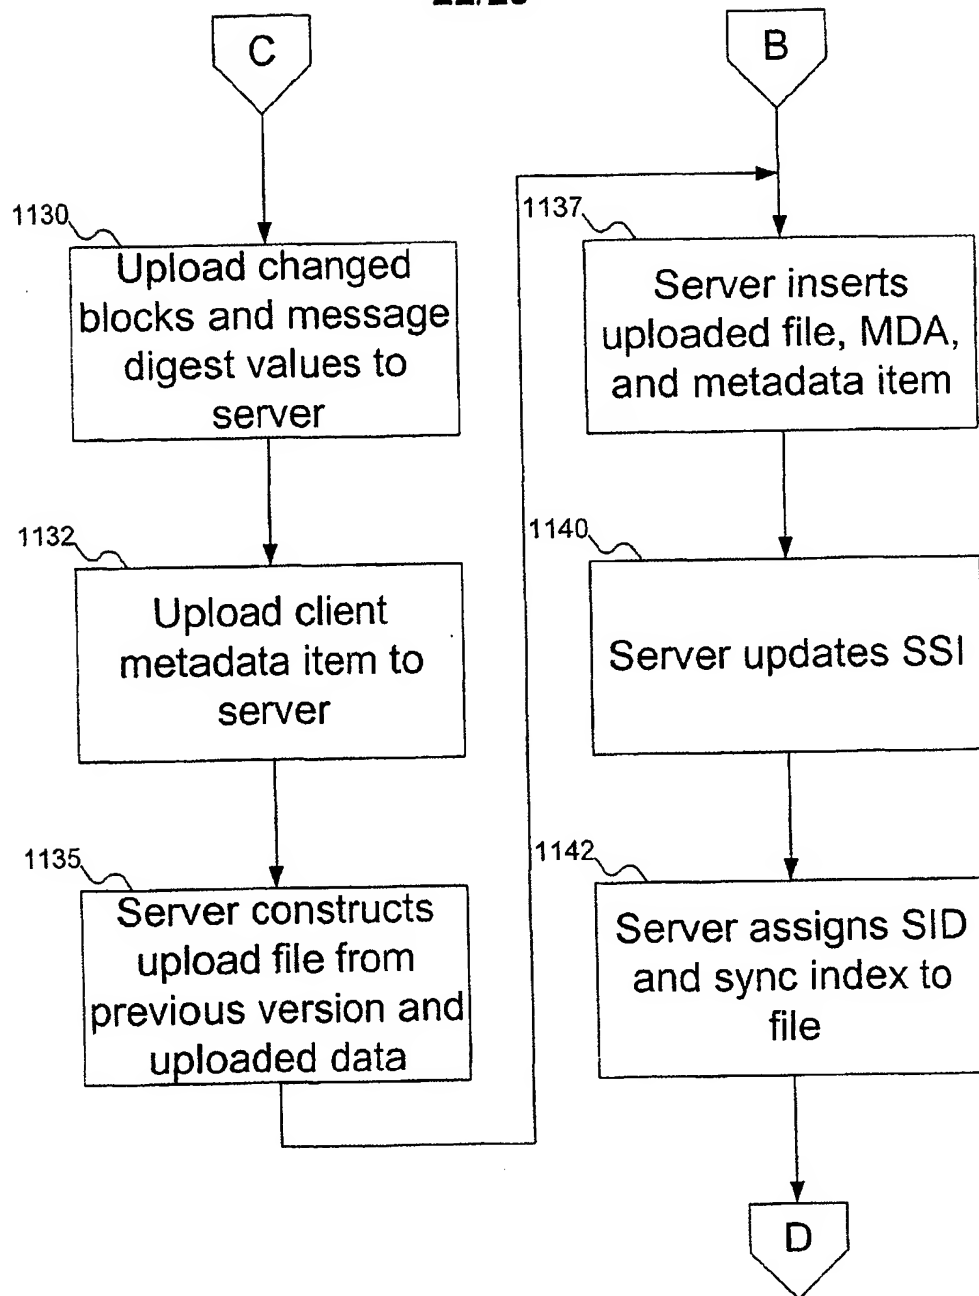 C
1130
Upload changed
blocks and message
digest values to
server
1132
Upload client
metadata item to
server
1135
Server constructs
upload file from
previous version and
uploaded data
B
1137
Server inserts
uploaded file, MDA,
and metadata item
1140
Server updates SSI
1142
Server assigns SID
and sync index to
file
D